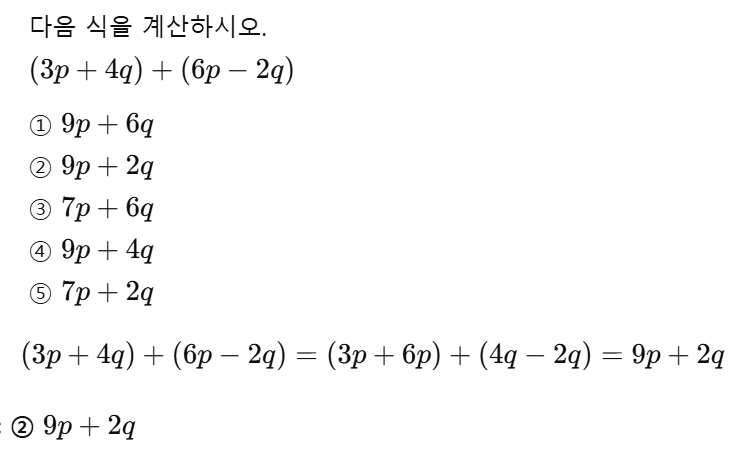 다음 식을 계산하시오.
(3p + 4q) + (6p − 2q)
① 9p + 6q
② 9p + 2q
③ 7p + 6q
④ 9p + 4q
⑤ 7p + 2q
(3p + 4q) + (6p − 2q) = (3p + 6p) + (4q − 2q) = 9p + 2q
: ② 9p + 2q